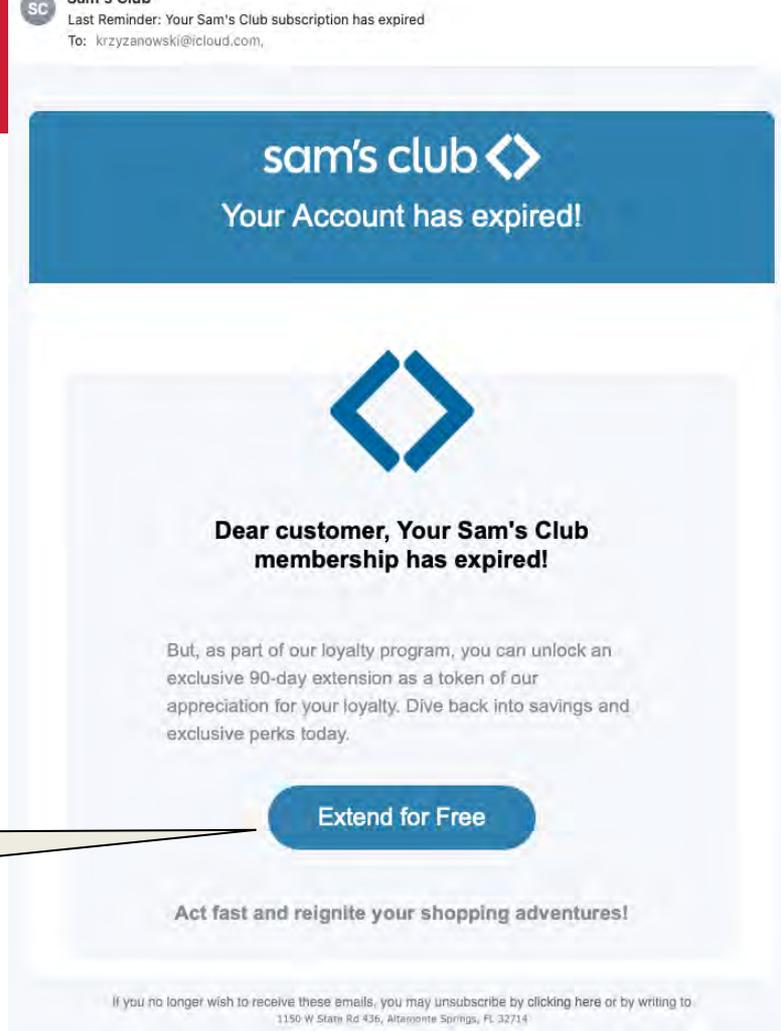 SC
Sam's Club
Last Reminder: Your Sam's Club subscription has expired
To: krzyzanowski@icloud.com,
sam's club
Your Account has expired!
Dear customer, Your Sam's Club
membership has expired!
But, as part of our loyalty program, you can unlock an
exclusive 90-day extension as a token of our
appreciation for your loyalty. Dive back into savings and
exclusive perks today.
Extend for Free
Act fast and reignite your shopping adventures!
If you no longer wish to receive these emails, you may unsubscribe by clicking here or by writing to
1150 W State Rd 436, Altamonte Springs, FL 32714